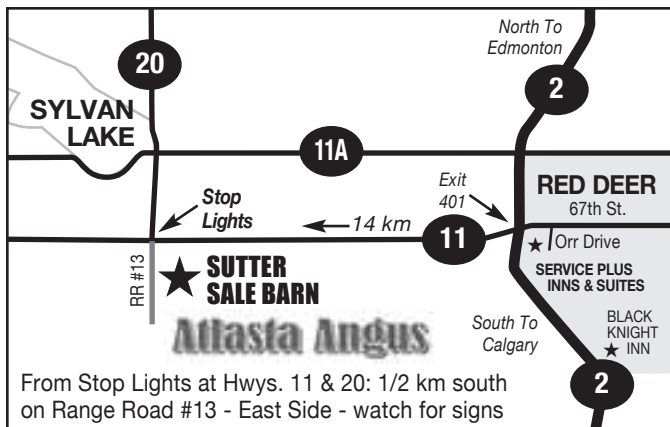 North To
Edmonton
20
2
SYLVAN
LAKE
11A
Stop
Lights
Exit
401
RED DEER
67th St.
14 km
11
Orr Drive
RR #13
SUTTER
SALE BARN
SERVICE PLUS
INNS & SUITES
Atlasta Angus
South To
Calgary
BLACK
KNIGHT
INN
2
From Stop Lights at Hwys. 11 & 20: 1/2 km south
on Range Road #13 - East Side - watch for signs